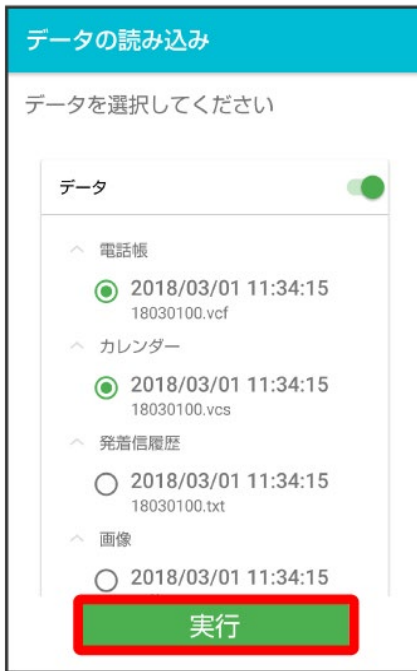 データの読み込み
データを選択してください
データ
電話帳
2018/03/01 11:34:15
18030100.vcf
カレンダー
2018/03/01 11:34:15
18030100.vcs
発着信履歴
2018/03/01 11:34:15
18030100.txt
画像
2018/03/01 11:34:15
実行